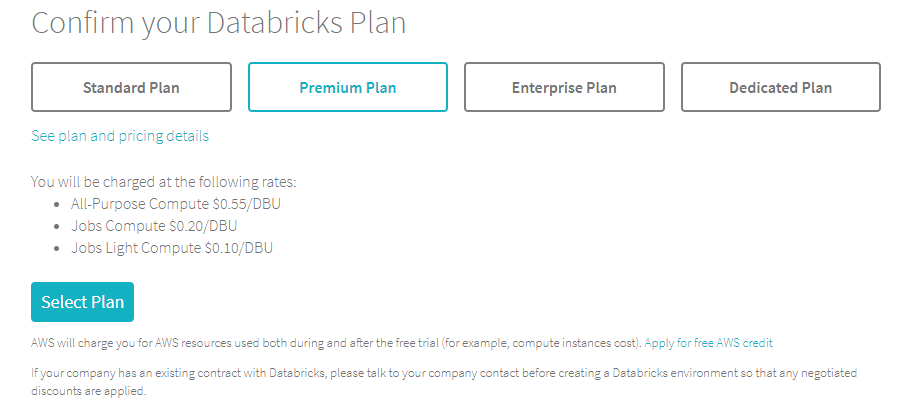 Confirm your Databricks Plan
Standard Plan
Premium Plan
Enterprise Plan
Dedicated Plan
See plan and pricing details
You will be charged at the following rates:
• All-Purpose Compute $0.55/DBU
• Jobs Compute $0.20/DBU
• Jobs Light Compute $0.10/DBU
Select Plan
AWS will charge you for AWS resources used both during and after the free trial (for example, compute instances cost). Apply for free AWS credit
If your company has an existing contract with Databricks, please talk to your company contact before creating a Databricks environment so that any negotiated
discounts are applied.